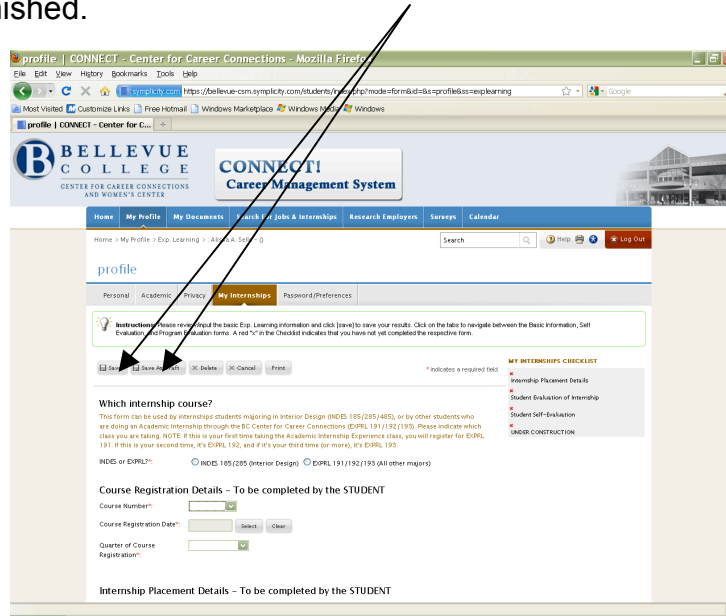 nished.
profile | CONNECT - Center for Career Connections - Mozilla Firefox
File Edit View History Bookmarks Tools Help
symplicity.com https://bellevue-csm.symplicity.com/students/index.php?mode=form&id=&s=profile&ss=explearning Google
Most Visited Customize Links Free Hotmail Windows Marketplace Windows Media Windows
profile | CONNECT - Center for C...
B BELLEVUE
COLLEGE
CENTER FOR CAREER CONNECTIONS
AND WOMEN'S CENTER
CONNECT!
Career Management System
Home My Profile My Documents Search For Jobs & Internships Research Employers Surveys Calendar
Home > My Profile > Exp. Learning > : Alissa A. - () Search Help Log Out
profile
Personal Academic Privacy My Internships Password/Preferences
Instructions: Please review/input the basic Exp. Learning information and click [save] to save your results. Click on the tabs to navigate between the Basic Information, Self
Evaluation, and Program Evaluation forms. A red "x" in the Checklist indicates that you have not yet completed the respective form.
Save Save As Draft Delete Cancel Print * indicates a required field
MY INTERNSHIPS CHECKLIST
Internship Placement Details
Student Evaluation of Internship
Student Self-Evaluation
UNDER CONSTRUCTION
Which internship course?
This form can be used by internships students majoring in Interior Design (INDES 185/285/485), or by other students who
are doing an Academic Internship through the BC Center for Career Connections (EXPRL 191/192/193). Please indicate which
class you are taking. NOTE: If this is your first time taking the Academic Internship Experience class, you will register for EXPRL
191. If this is your second time, it's EXPRL 192, and if it's your third time (or more), it's EXPRL 193.
INDES or EXPRL?*: INDES 185/285 (Interior Design) EXPRL 191/192/193 (All other majors)
Course Registration Details - To be completed by the STUDENT
Course Number*:
Course Registration Date*: Select Clear
Quarter of Course
Registration*:
Internship Placement Details - To be completed by the STUDENT